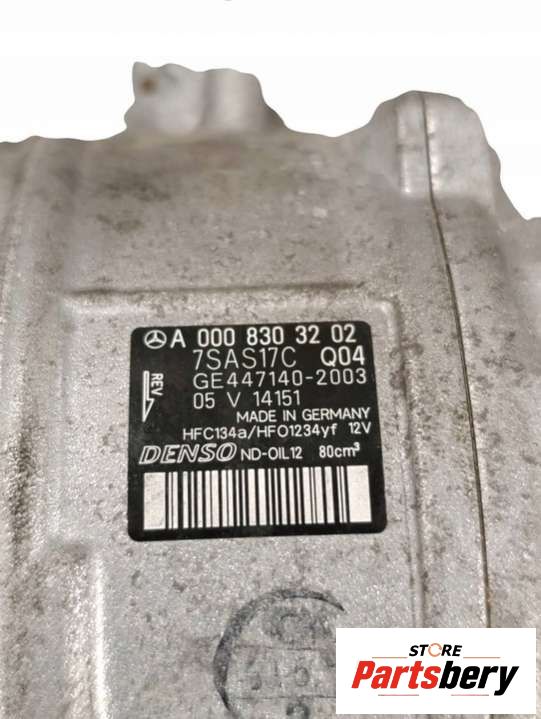 A 000 830 32 02
7SAS17C Q04
REV
GE447140-2003
05 V 14151
MADE IN GERMANY
HFC134a/HFO1234yf 12V
DENSO ND-OIL12 80cm³
STORE
Partsbery